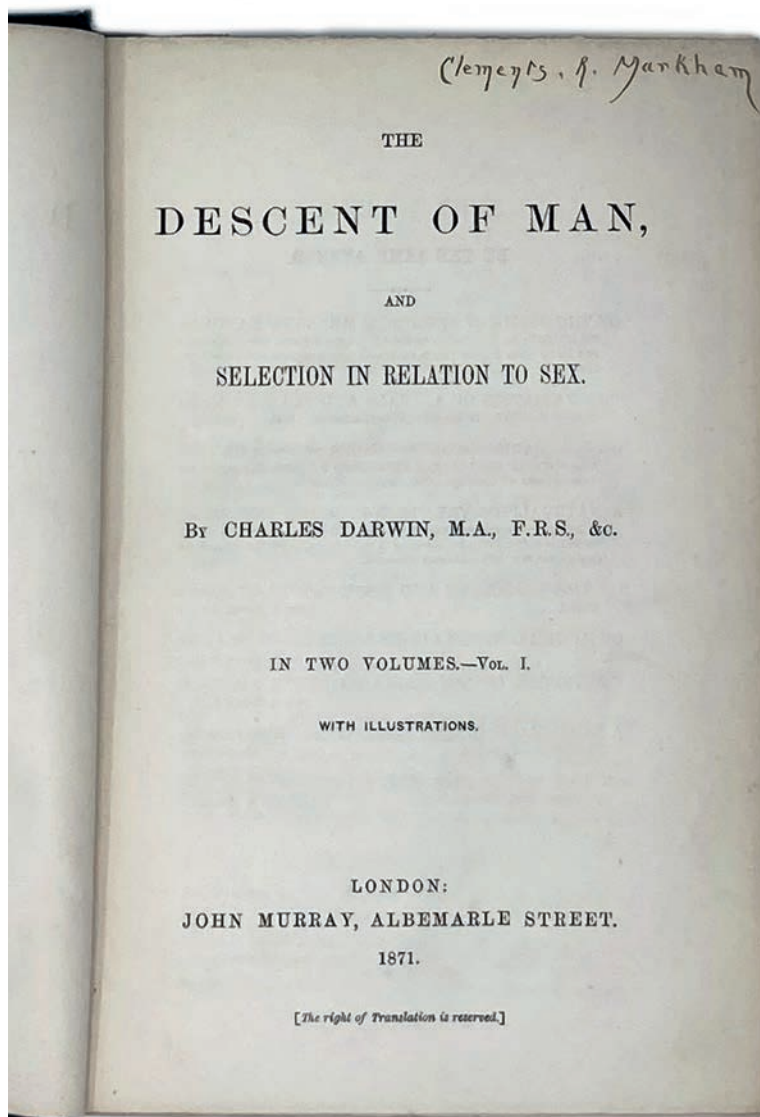 Clements. R. Markham
THE
DESCENT OF MAN,
AND
SELECTION IN RELATION TO SEX.
By CHARLES DARWIN, M.A., F.R.S., &c.
IN TWO VOLUMES.—Vol. I.
WITH ILLUSTRATIONS.
LONDON:
JOHN MURRAY, ALBEMARLE STREET.
1871.
[The right of Translation is reserved.]